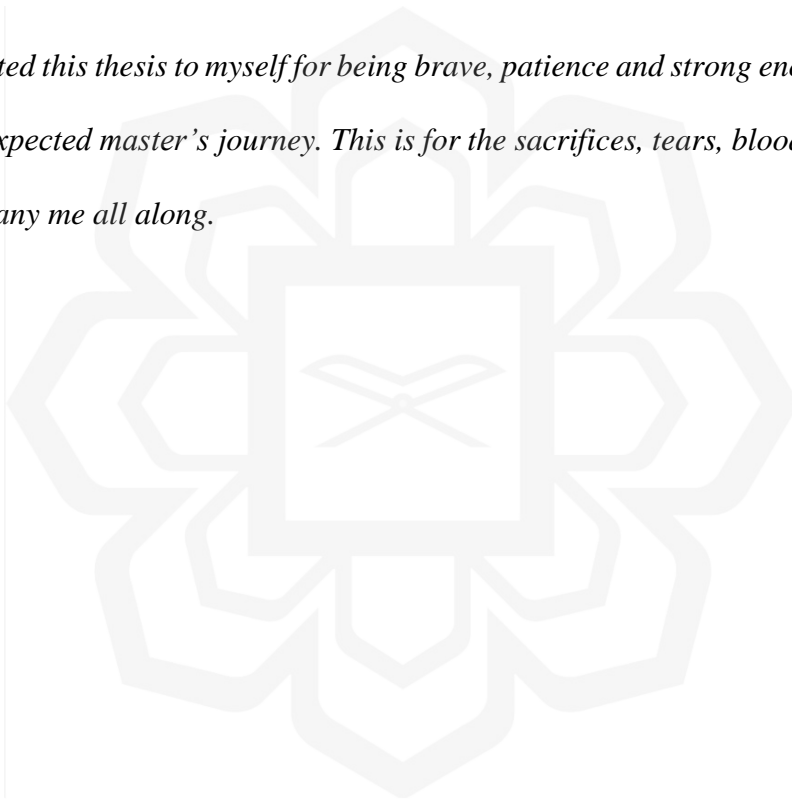 ted this thesis to myself for being brave, patience and strong en
xpected master’s journey. This is for the sacrifices, tears, blood
any me all along.